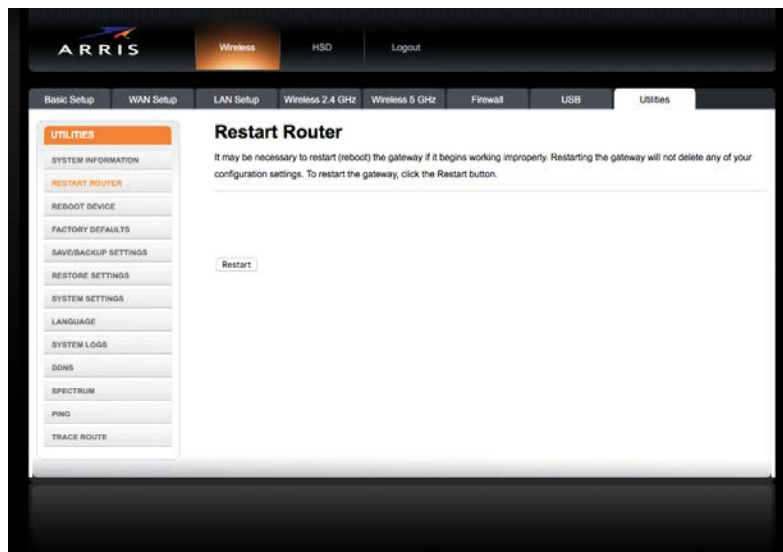 ARRIS
Wireless HSD Logout
Basic Setup WAN Setup LAN Setup Wireless 2.4 GHz Wireless 5 GHz Firewall USB Utilities
UTILITIES
SYSTEM INFORMATION
RESTART ROUTER
REBOOT DEVICE
FACTORY DEFAULTS
SAVE/BACKUP SETTINGS
RESTORE SETTINGS
SYSTEM SETTINGS
LANGUAGE
SYSTEM LOGS
DDNS
SPECTRUM
PING
TRACE ROUTE
Restart Router
It may be necessary to restart (reboot) the gateway if it begins working improperly. Restarting the gateway will not delete any of your
configuration settings. To restart the gateway, click the Restart button.
Restart